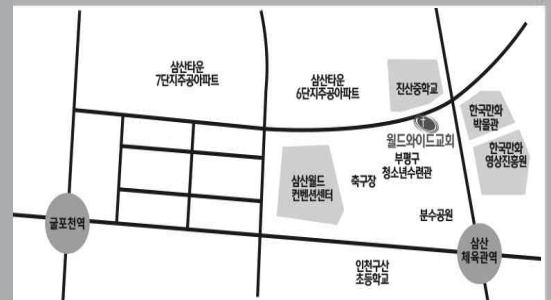 삼산타운
7단지주공아파트
삼산타운
6단지주공아파트
진산중학교
한국만화
박물관
월드와이드교회
한국만화
영상진흥원
부평구
청소년수련관
삼산월드
컨벤션센터
축구장
분수공원
굴포천역
삼산
체육관역
인천구산
초등학교